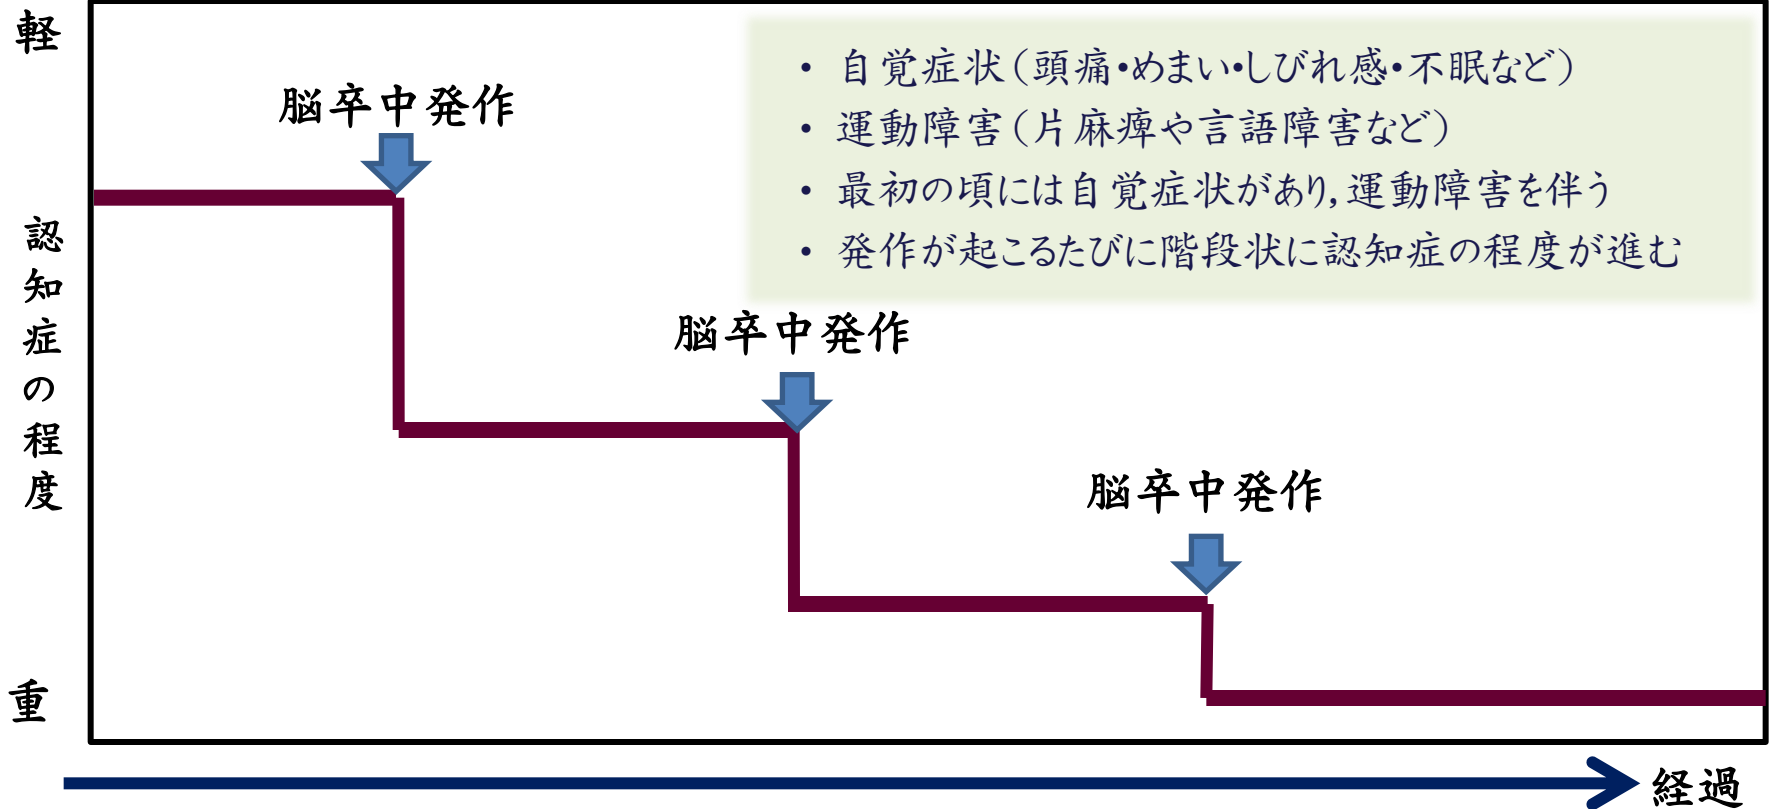 軽
脳卒中発作
・ 自覚症状（頭痛・めまい・しびれ感・不眠など）
・ 運動障害（片麻痺や言語障害など）
・ 最初の頃には自覚症状があり，運動障害を伴う
・ 発作が起こるたびに階段状に認知症の程度が進む
認知症の程度
脳卒中発作
脳卒中発作
重
経過